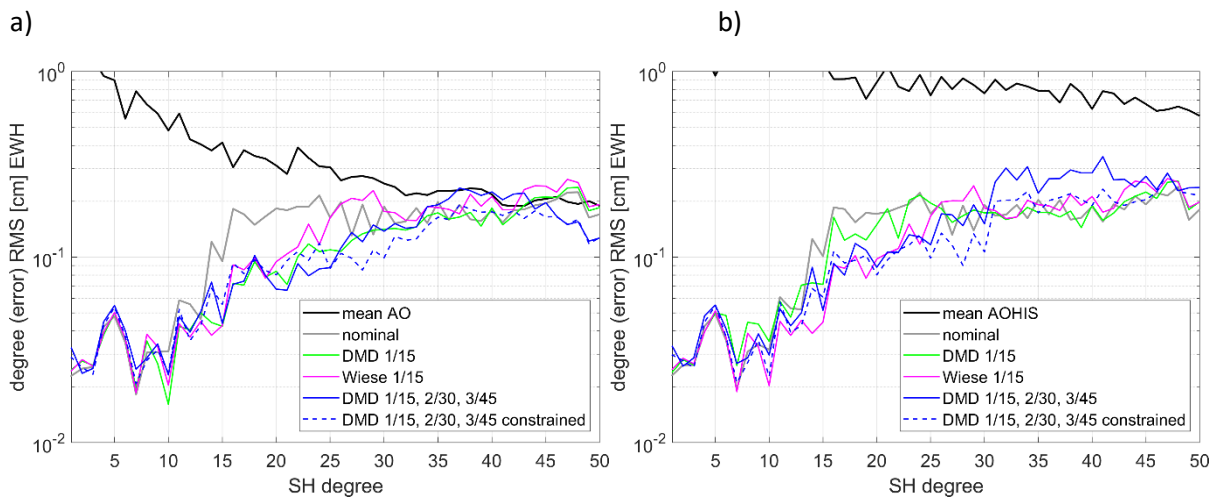 a)
b)
10^0
10^-1
10^-2
degree (error) RMS [cm] EWH
5 10 15 20 25 30 35 40 45 50
SH degree
mean AO
nominal
DMD 1/15
Wiese 1/15
DMD 1/15, 2/30, 3/45
DMD 1/15, 2/30, 3/45 constrained
10^0
10^-1
10^-2
degree (error) RMS [cm] EWH
5 10 15 20 25 30 35 40 45 50
SH degree
mean AOHIS
nominal
DMD 1/15
Wiese 1/15
DMD 1/15, 2/30, 3/45
DMD 1/15, 2/30, 3/45 constrained